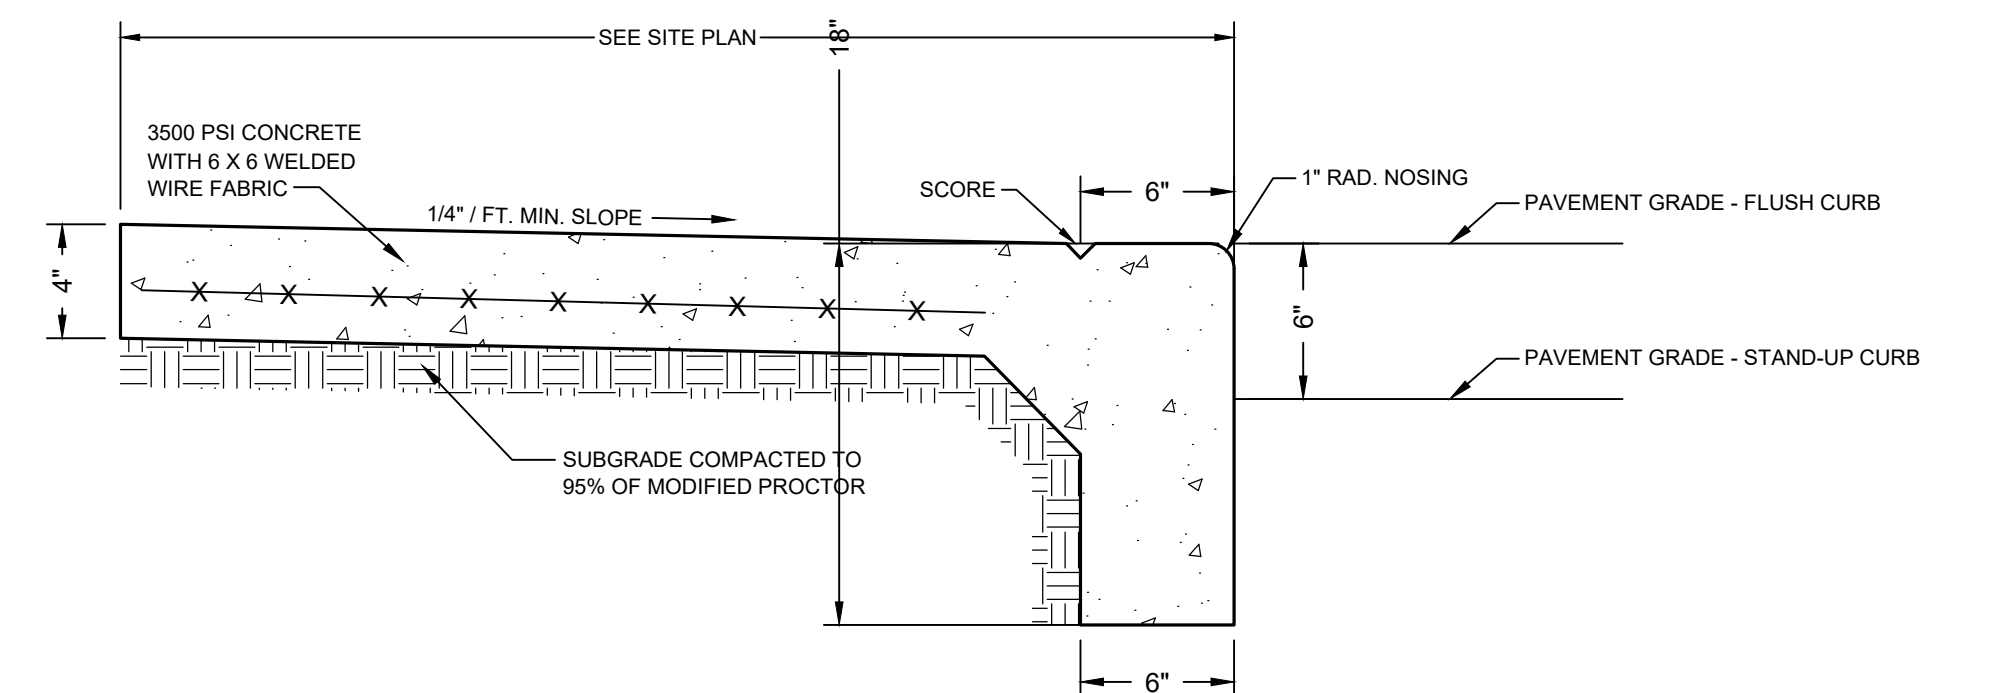 SEE SITE PLAN
18"
3500 PSI CONCRETE
WITH 6 X 6 WELDED
WIRE FABRIC
1/4" / FT. MIN. SLOPE
SCORE
6"
1" RAD. NOSING
PAVEMENT GRADE - FLUSH CURB
4"
X X X X X X X X X
6"
PAVEMENT GRADE - STAND-UP CURB
SUBGRADE COMPACTED TO
95% OF MODIFIED PROCTOR
6"